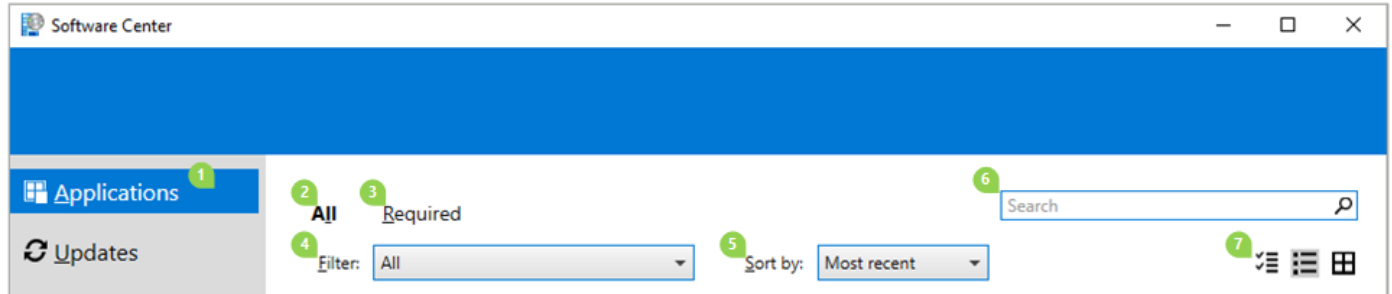 Software Center
1
Applications
2 3
All Required
6
Search
Updates
4 5 7
Filter: All Sort by: Most recent